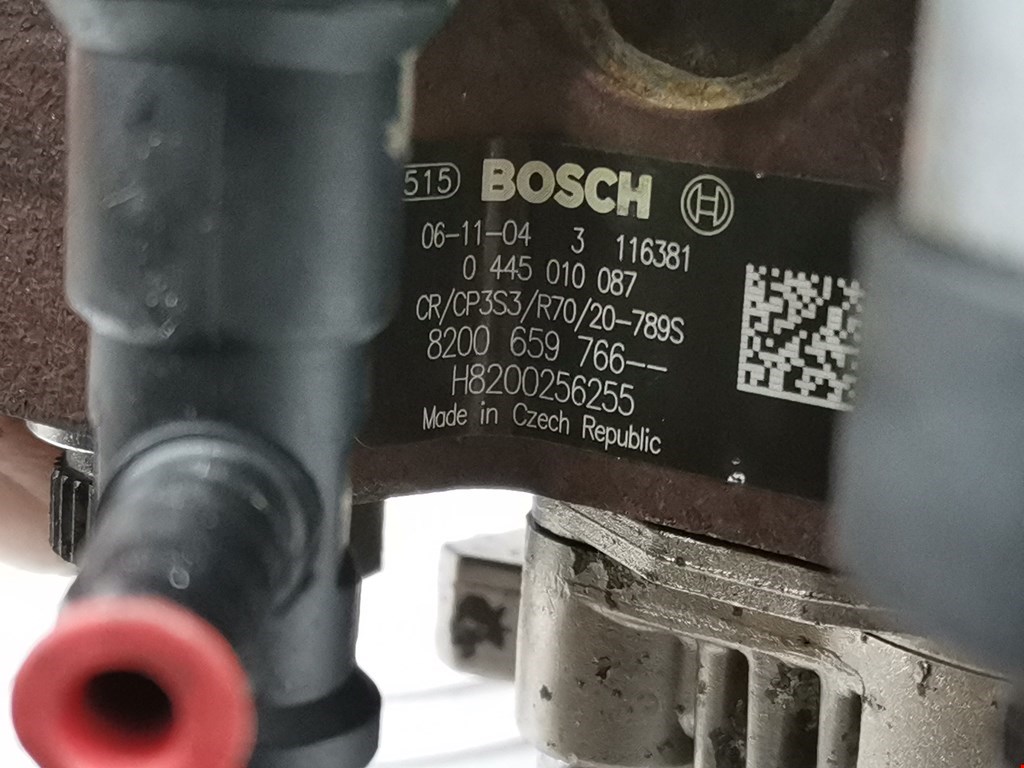 515 BOSCH
06-11-04 3 116381
0 445 010 087
CR/CP3S3/R70/20-789S
8200 659 766--
H8200256255
Made in Czech Republic